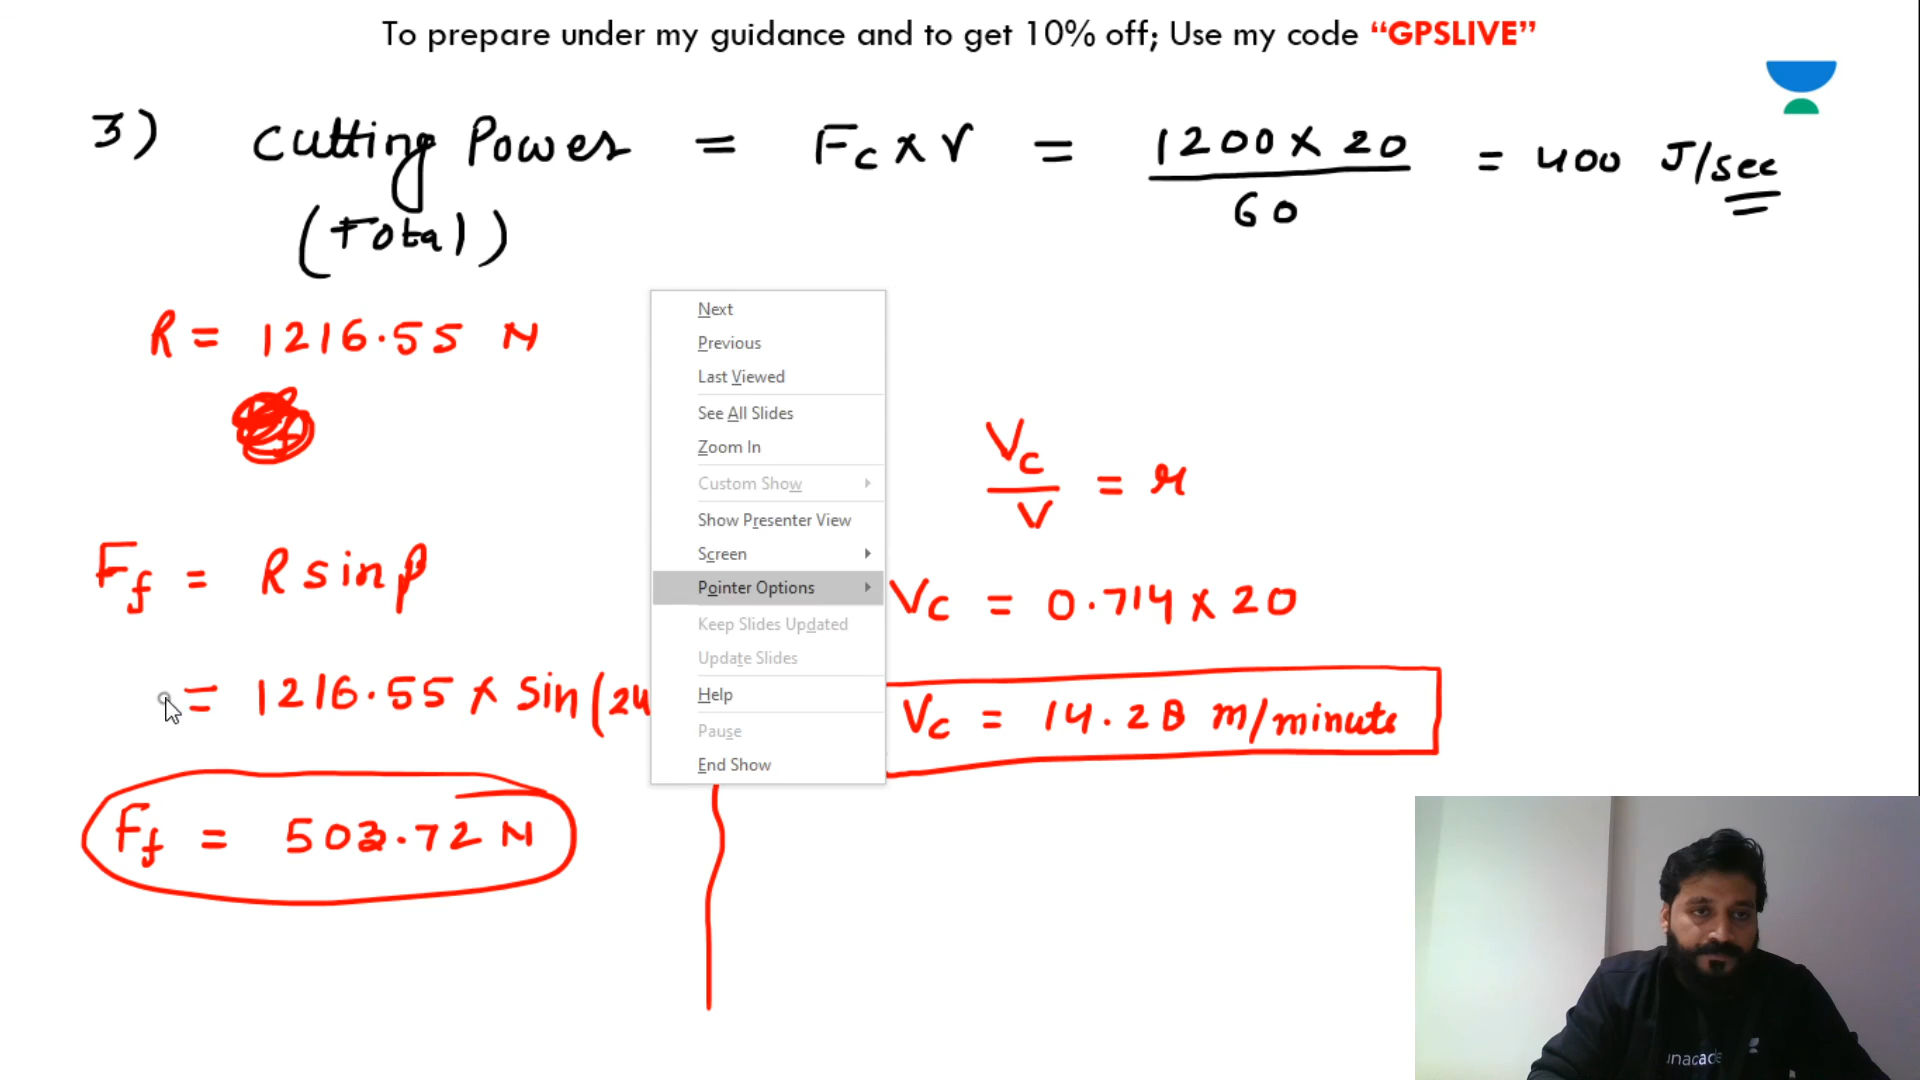 To prepare under my guidance and to get 10% off; Use my code “GPSLIVE”
3) Cutting Power = Fc x V = 1200 x 20 / 60 = 400 J/sec
(Total)
R = 1216.55 N
Ff = R sin β
= 1216.55 x sin(24
Ff = 503.72 N
Next
Previous
Last Viewed
See All Slides
Zoom In
Custom Show
Show Presenter View
Screen
Pointer Options
Keep Slides Updated
Update Slides
Help
Pause
End Show
Vc / V = r
Vc = 0.714 x 20
Vc = 14.28 m/minute
unacade